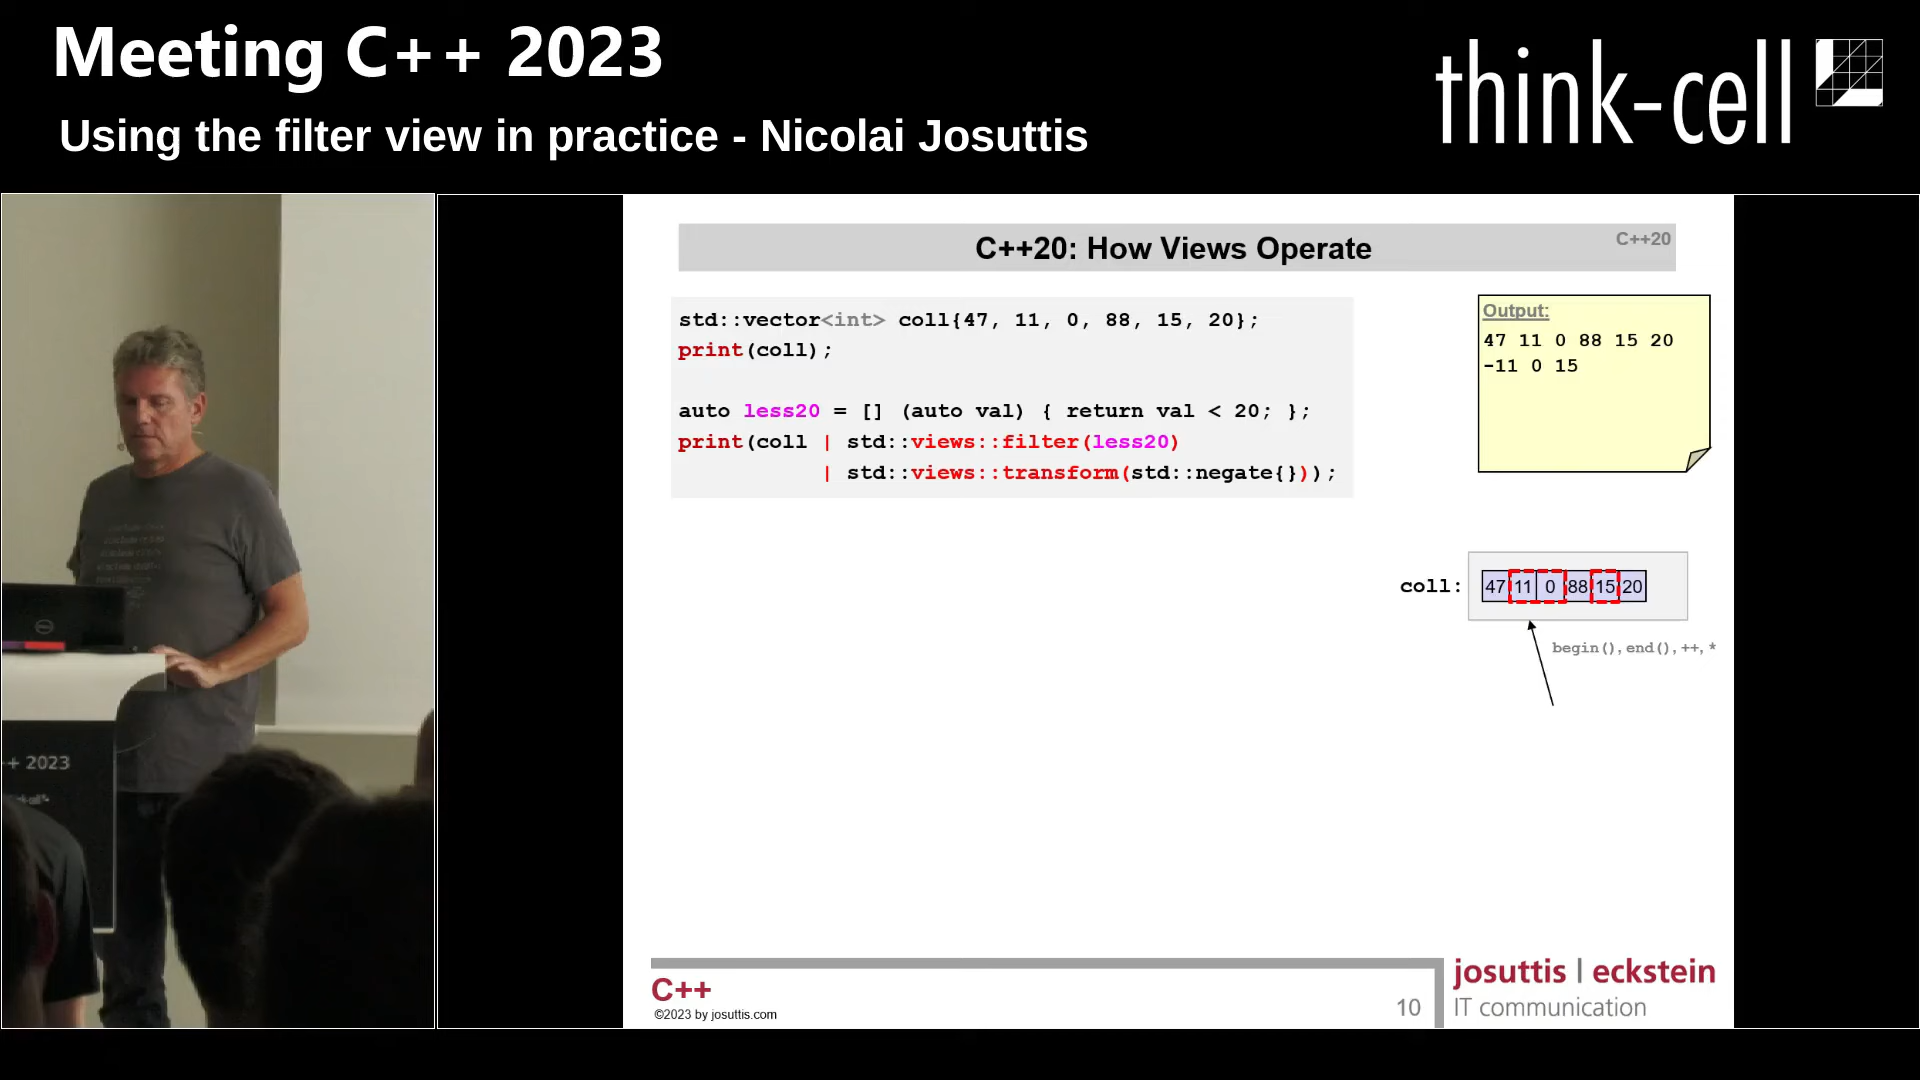 Meeting C++ 2023
Using the filter view in practice - Nicolai Josuttis
think-cell
C++20: How Views Operate
C++20
std::vector<int> coll{47, 11, 0, 88, 15, 20};
print(coll);
auto less20 = [] (auto val) { return val < 20; };
print(coll | std::views::filter(less20)
| std::views::transform(std::negate{}));
Output:
47 11 0 88 15 20
-11 0 15
coll:
47 11 0 88 15 20
begin(), end(), ++, *
++ 2023
C++
©2023 by josuttis.com
10
josuttis | eckstein
IT communication